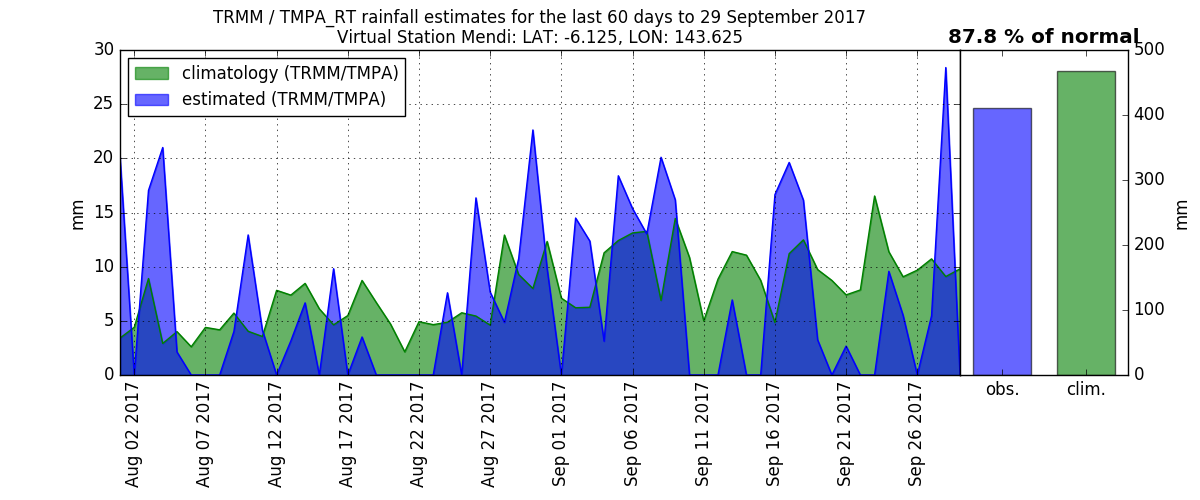 TRMM / TMPA_RT rainfall estimates for the last 60 days to 29 September 2017
Virtual Station Mendi: LAT: -6.125, LON: 143.625
87.8 % of normal
climatology (TRMM/TMPA)
estimated (TRMM/TMPA)
30
25
20
15
10
5
0
mm
Aug 02 2017
Aug 07 2017
Aug 12 2017
Aug 17 2017
Aug 22 2017
Aug 27 2017
Sep 01 2017
Sep 06 2017
Sep 11 2017
Sep 16 2017
Sep 21 2017
Sep 26 2017
obs.
clim.
500
400
300
200
100
0
mm